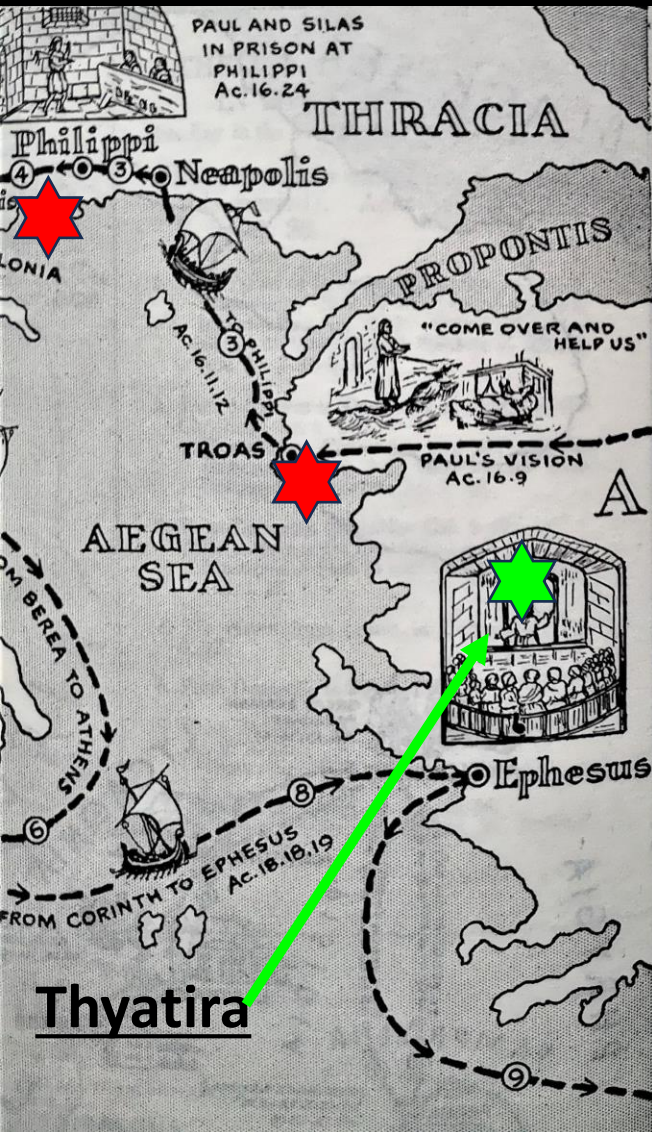 PAUL AND SILAS
IN PRISON AT
PHILIPPI
Ac.16.24
THRACIA
Philippi
4
3
Neapolis
is
LONIA
PROPONTIS
"COME OVER AND
HELP US"
TO PHILIPPI
3
Ac.16.11,12
TROAS
PAUL'S VISION
Ac.16.9
A
AEGEAN
SEA
OM BEREA TO ATHENS
Ephesus
8
6
FROM CORINTH TO EPHESUS
Ac.18.18,19
Thyatira
9